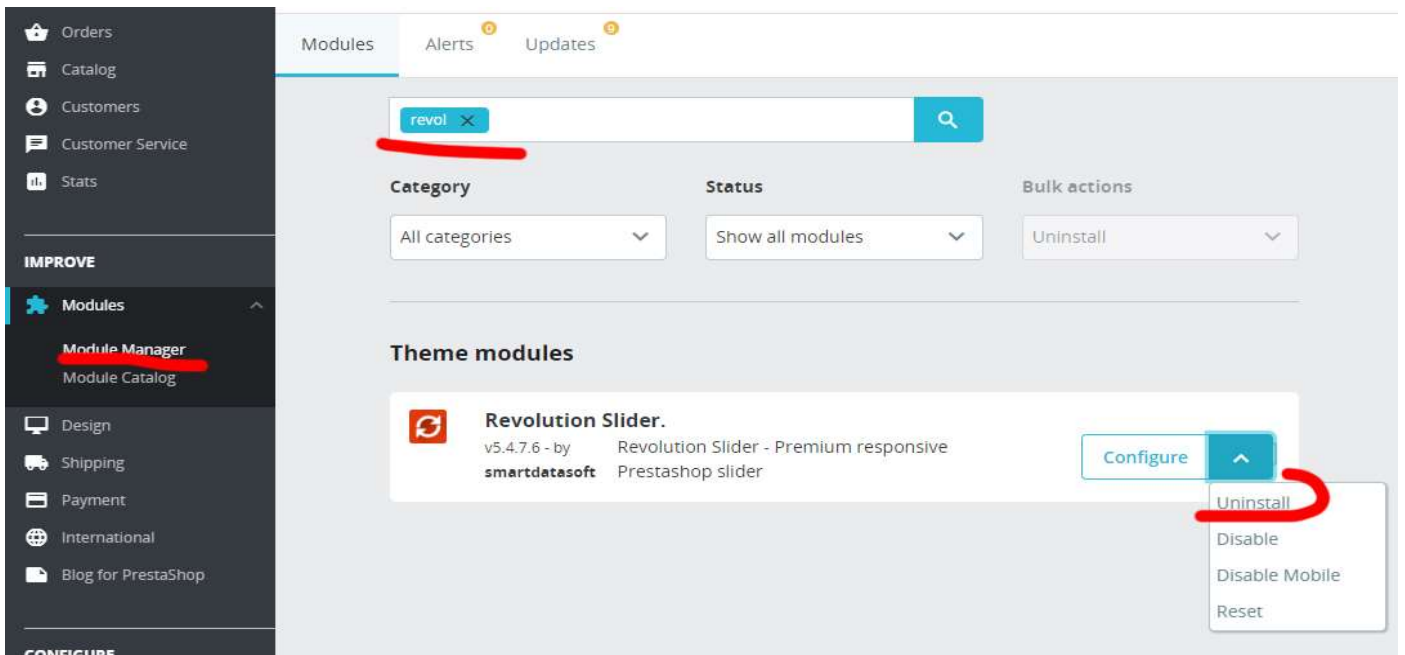 Orders
Catalog
Customers
Customer Service
Stats
IMPROVE
Modules
Module Manager
Module Catalog
Design
Shipping
Payment
International
Blog for PrestaShop
CONFIGURE
Modules Alerts 0 Updates 9
revol
Category Status Bulk actions
All categories Show all modules Uninstall
Theme modules
Revolution Slider.
v5.4.7.6 - by Revolution Slider - Premium responsive
smartdatasoft Prestashop slider
Configure
Uninstall
Disable
Disable Mobile
Reset